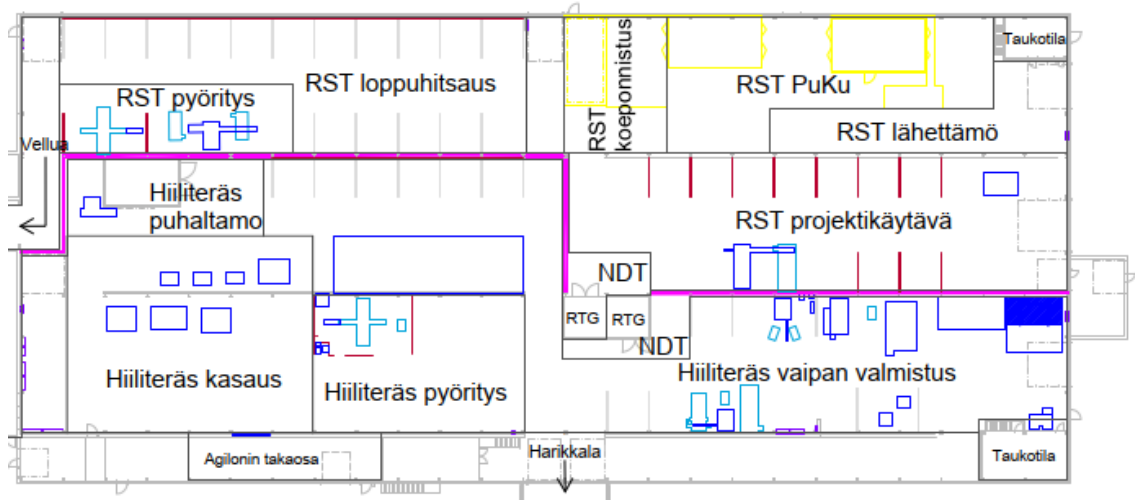 Taukotila
RST loppuhitsaus
RST
koeponnistus
RST PuKu
RST pyöritys
RST lähettämö
Vellua
Hiiliteräs
puhaltamo
RST projektikäytävä
NDT
RTG
RTG
NDT
Hiiliteräs kasaus
Hiiliteräs pyöritys
Hiiliteräs vaipan valmistus
Agilonin takaosa
Harikkala
Taukotila